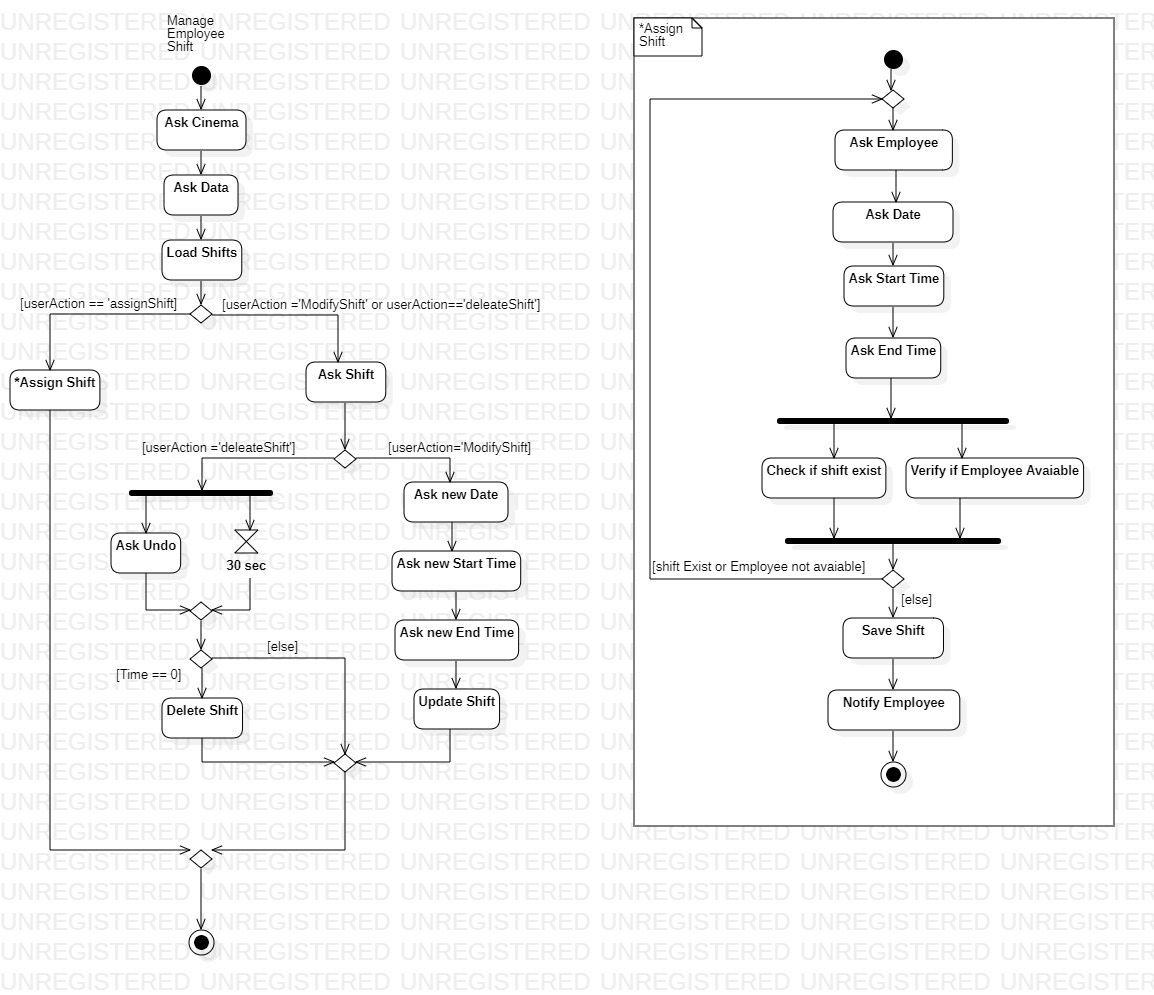 Manage
Employee
Shift
Ask Cinema
Ask Data
Load Shifts
[userAction == 'assignShift]
[userAction ='ModifyShift' or userAction=='deleateShift']
*Assign Shift
Ask Shift
[userAction ='deleateShift']
[userAction='ModifyShift]
Ask new Date
Ask Undo
30 sec
Ask new Start Time
Ask new End Time
[else]
[Time == 0]
Delete Shift
Update Shift
*Assign
Shift
Ask Employee
Ask Date
Ask Start Time
Ask End Time
Check if shift exist
Verify if Employee Avaiable
[shift Exist or Employee not avaiable]
[else]
Save Shift
Notify Employee
UNREGISTERED